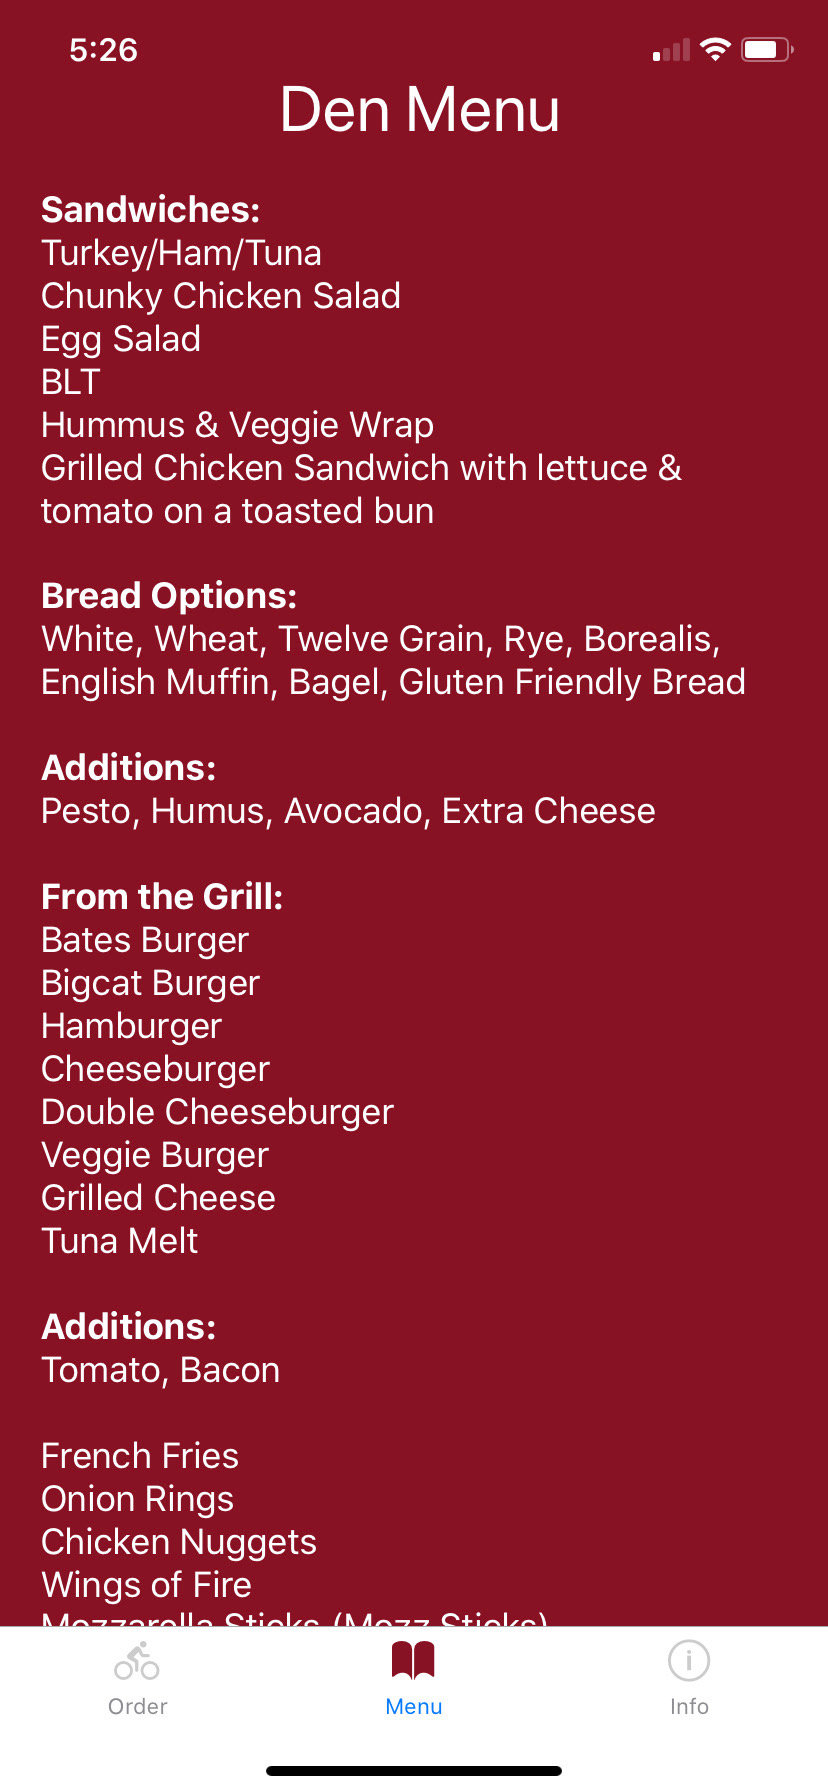 5:26
Den Menu
Sandwiches:
Turkey/Ham/Tuna
Chunky Chicken Salad
Egg Salad
BLT
Hummus & Veggie Wrap
Grilled Chicken Sandwich with lettuce &
tomato on a toasted bun
Bread Options:
White, Wheat, Twelve Grain, Rye, Borealis,
English Muffin, Bagel, Gluten Friendly Bread
Additions:
Pesto, Humus, Avocado, Extra Cheese
From the Grill:
Bates Burger
Bigcat Burger
Hamburger
Cheeseburger
Double Cheeseburger
Veggie Burger
Grilled Cheese
Tuna Melt
Additions:
Tomato, Bacon
French Fries
Onion Rings
Chicken Nuggets
Wings of Fire
Mozzarella Sticks (Mozz Sticks)
Order
Menu
Info